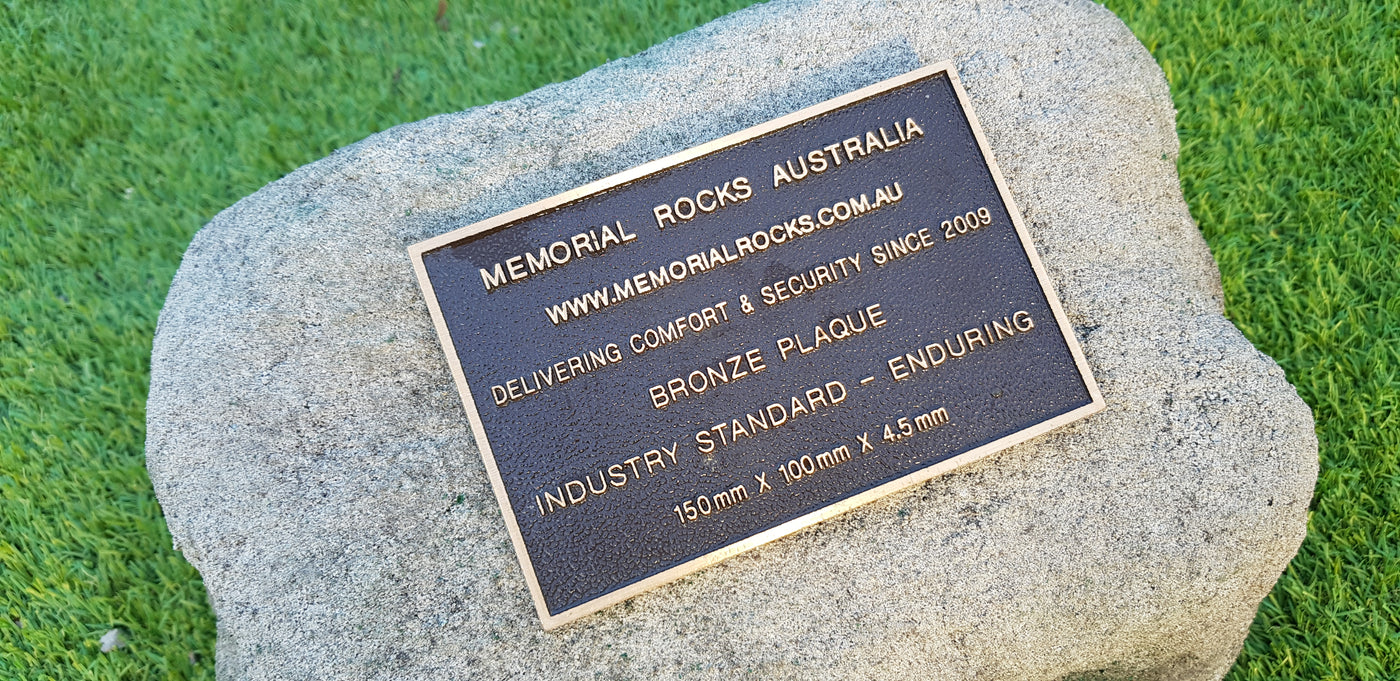 MEMORIAL ROCKS AUSTRALIA
WWW.MEMORIALROCKS.COM.AU
DELIVERING COMFORT & SECURITY SINCE 2009
BRONZE PLAQUE
INDUSTRY STANDARD - ENDURING
150mm X 100mm X 4.5mm